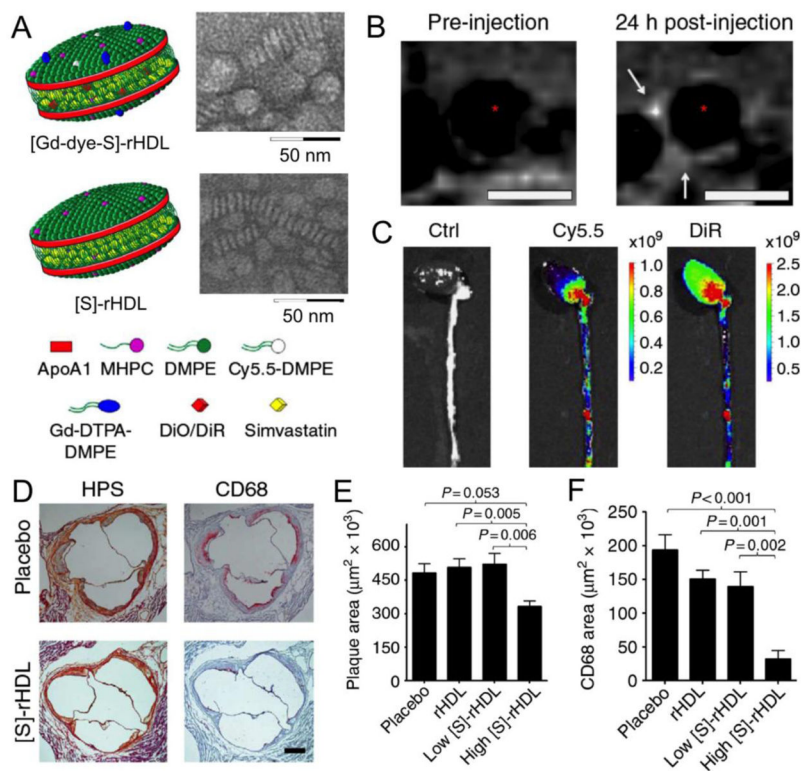 A
[Gd-dye-S]-rHDL
50 nm
[S]-rHDL
50 nm
ApoA1 MHPC DMPE Cy5.5-DMPE
Gd-DTPA-
DMPE
DiO/DiR Simvastatin
B
Pre-injection 24 h post-injection
*
*
C
Ctrl Cy5.5 DiR
x10⁹
1.0
0.8
0.6
0.4
0.2
x10⁹
2.5
2.0
1.5
1.0
0.5
D
HPS CD68
Placebo
[S]-rHDL
E
P = 0.053
P = 0.005
P = 0.006
Plaque area (μm² × 10³)
600
450
300
150
0
Placebo
rHDL
Low [S]-rHDL
High [S]-rHDL
F
P < 0.001
P = 0.001
P = 0.002
CD68 area (μm² × 10³)
250
200
150
100
50
0
Placebo
rHDL
Low [S]-rHDL
High [S]-rHDL